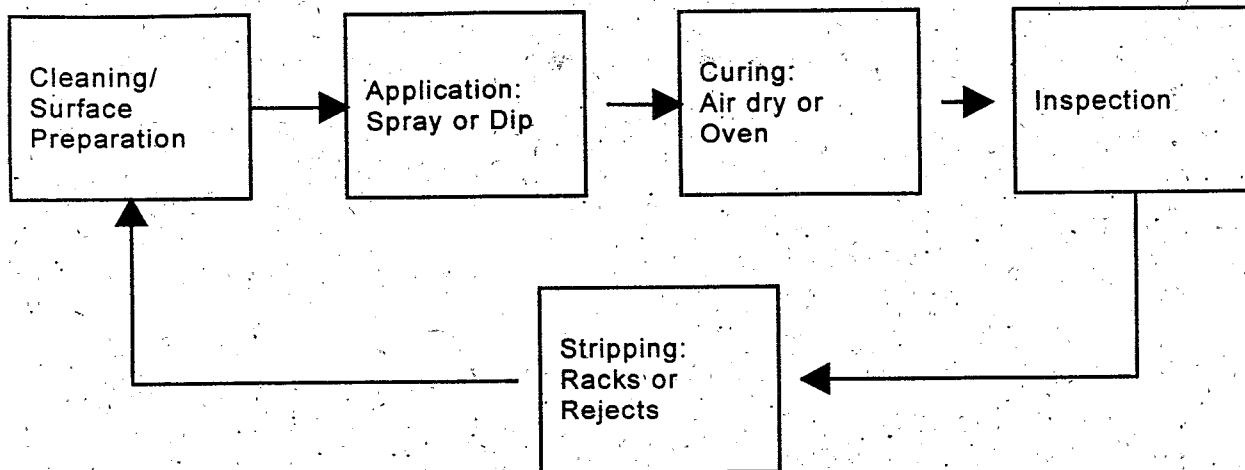 Cleaning/
Surface
Preparation
Application:
Spray or Dip
Curing:
Air dry or
Oven
Inspection
Stripping:
Racks or
Rejects